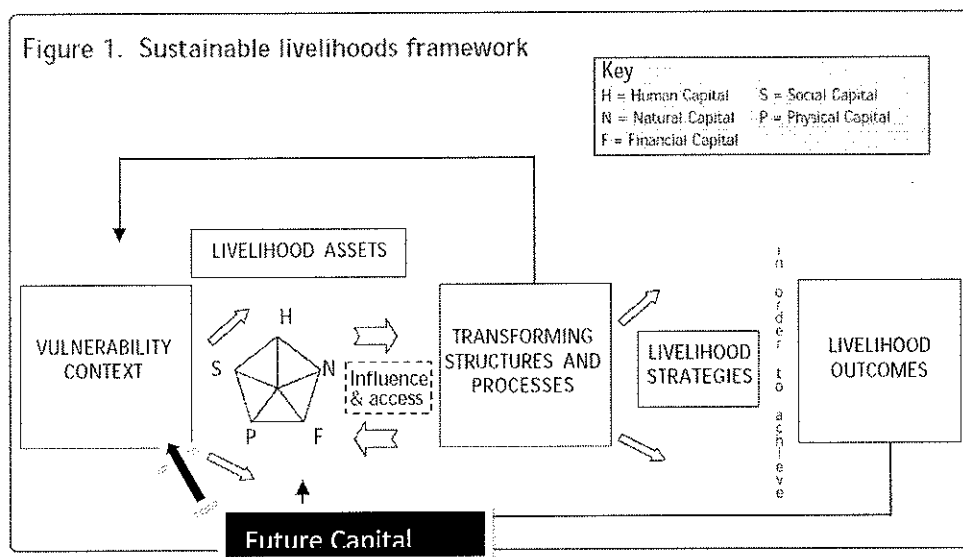 Figure 1. Sustainable livelihoods framework
Key
H = Human Capital S = Social Capital
N = Natural Capital P = Physical Capital
F = Financial Capital
LIVELIHOOD ASSETS
VULNERABILITY
CONTEXT
H
S
N
P
F
Influence
& access
TRANSFORMING
STRUCTURES AND
PROCESSES
LIVELIHOOD
STRATEGIES
In order to achieve
LIVELIHOOD
OUTCOMES
Future Capital